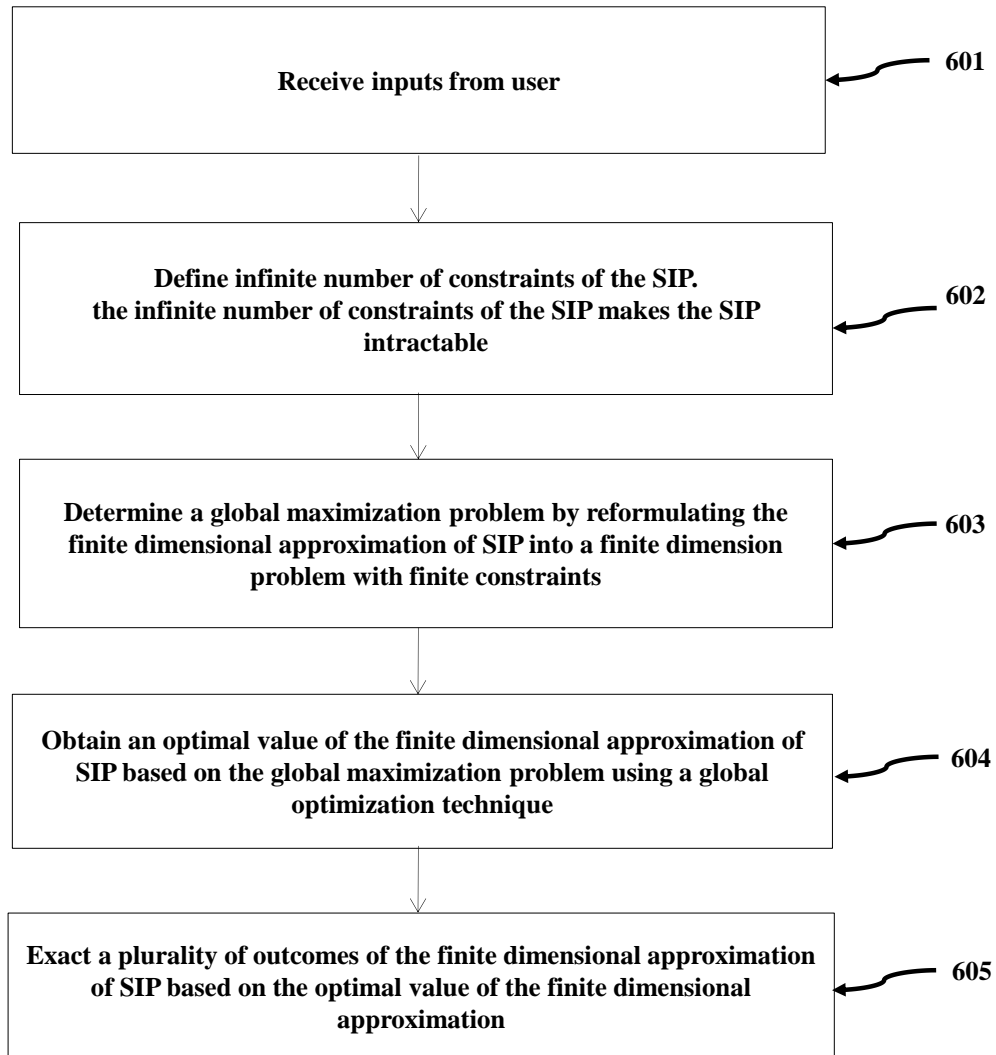 Receive inputs from user
601
Define infinite number of constraints of the SIP.
the infinite number of constraints of the SIP makes the SIP
intractable
602
Determine a global maximization problem by reformulating the
finite dimensional approximation of SIP into a finite dimension
problem with finite constraints
603
Obtain an optimal value of the finite dimensional approximation of
SIP based on the global maximization problem using a global
optimization technique
604
Exact a plurality of outcomes of the finite dimensional approximation
of SIP based on the optimal value of the finite dimensional
approximation
605